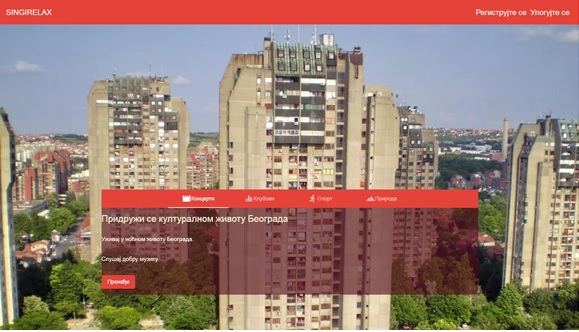 SINGIRELAX
Региструјте се Улогујте се
Концерти Клубови Спорт Природа
Придружи се културалном животу Београда
Уживај у ноћном животу Београда.
Слушај добру музику.
Пронађи